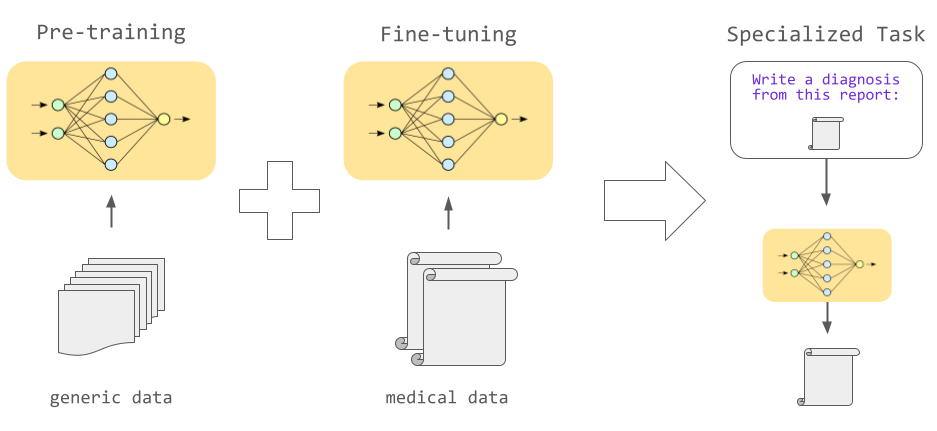 Pre-training
Fine-tuning
Specialized Task
Write a diagnosis
from this report:
generic data
medical data